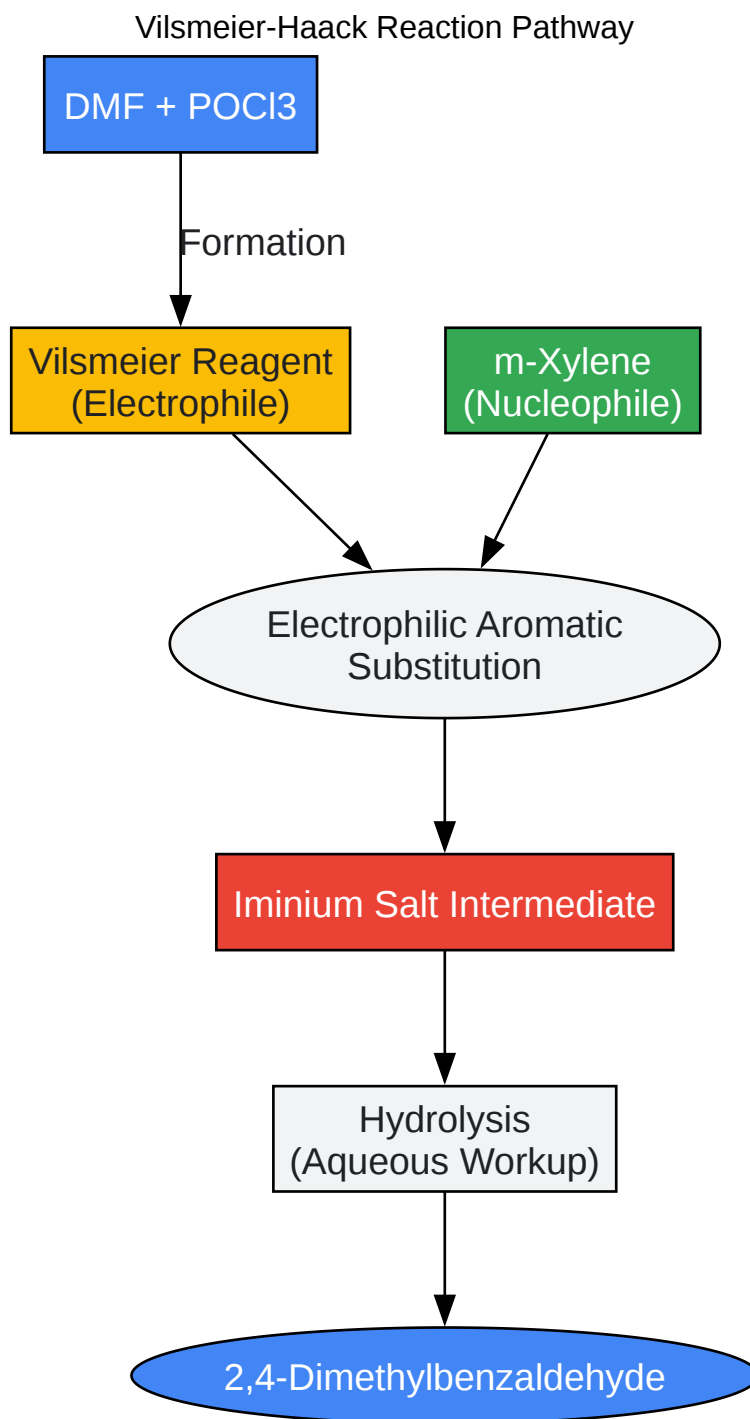 Vilsmeier-Haack Reaction Pathway
DMF + POCl3
Formation
Vilsmeier Reagent
(Electrophile)
m-Xylene
(Nucleophile)
Electrophilic Aromatic
Substitution
Iminium Salt Intermediate
Hydrolysis
(Aqueous Workup)
2,4-Dimethylbenzaldehyde